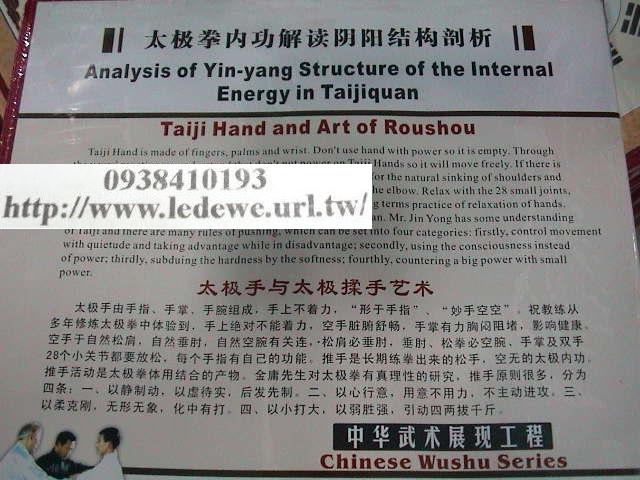 太极拳内功解读阴阳结构剖析
Analysis of Yin-yang Structure of the Internal
Energy in Taijiquan
Taiji Hand and Art of Roushou
Taiji Hand is made of fingers, palms and wrist. Don't use hand with power so it is empty. Through
on Taiji Hands so it will move freely. If there is
0938410193
for the natural sinking of shoulders and
the elbow. Relax with the 28 small joints,
http://www.ledewe.url.tw/
terms practice of relaxation of hands.
an. Mr. Jin Yong has some understanding
of Taiji and there are many rules of pushing, which can be set into four categories: firstly, control movement
with quietude and taking advantage while in disadvantage; secondly, using the consciousness instead
of power; thirdly, subduing the hardness by the softness; fourthly, countering a big power with small
power.
太极手与太极揉手艺术
太极手由手指、手掌、手腕组成，手上不着力，“形于手指”、“妙手空空”。祝教练从
多年修炼太极拳中体验到，手上绝对不能着力，空手脏腑舒畅，手掌有力胸闷阻堵，影响健康。
空手于自然松肩，自然垂肘，自然空腕有关连，·松肩必垂肘、垂肘、松拳必空腕、手掌及双手
28个小关节都要放松，每个手指有自己的功能。推手是长期练拳出来的松手，空无的太极内功。
推手活动是太极拳体用结合的产物。金庸先生对太极拳有真理性的研究，推手原则很多，分为
四条：一、以静制动，以虚待实，后发先制。二、以心行意，用意不用力，不主动进攻。三、
以柔克刚，无形无象，化中有打。四、以小打大，以弱胜强，引动四两拔千斤。
中华武术展现工程
Chinese Wushu Series